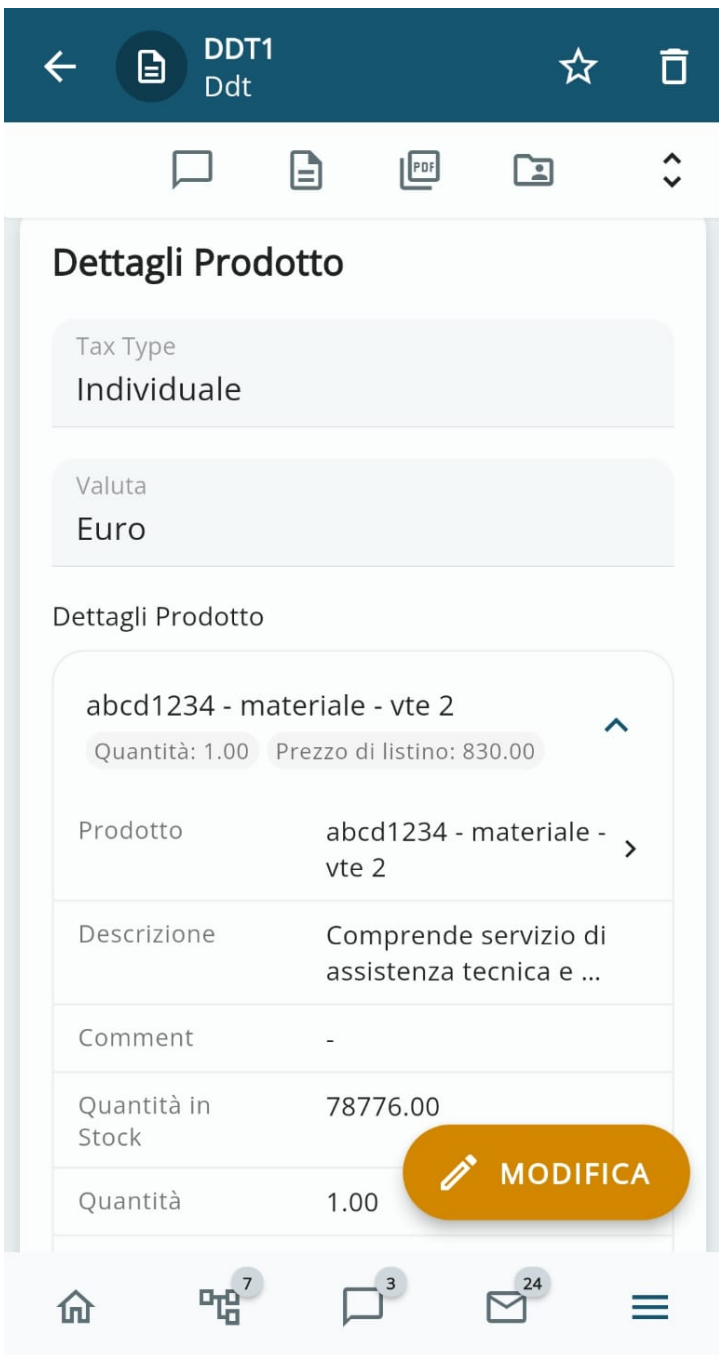 DDT1
Ddt
PDF
Dettagli Prodotto
Tax Type
Individuale
Valuta
Euro
Dettagli Prodotto
abcd1234 - materiale - vte 2
Quantità: 1.00 Prezzo di listino: 830.00
Prodotto
abcd1234 - materiale -
vte 2
Descrizione
Comprende servizio di
assistenza tecnica e ...
Comment
-
Quantità in
Stock
78776.00
MODIFICA
Quantità
1.00
7
3
24